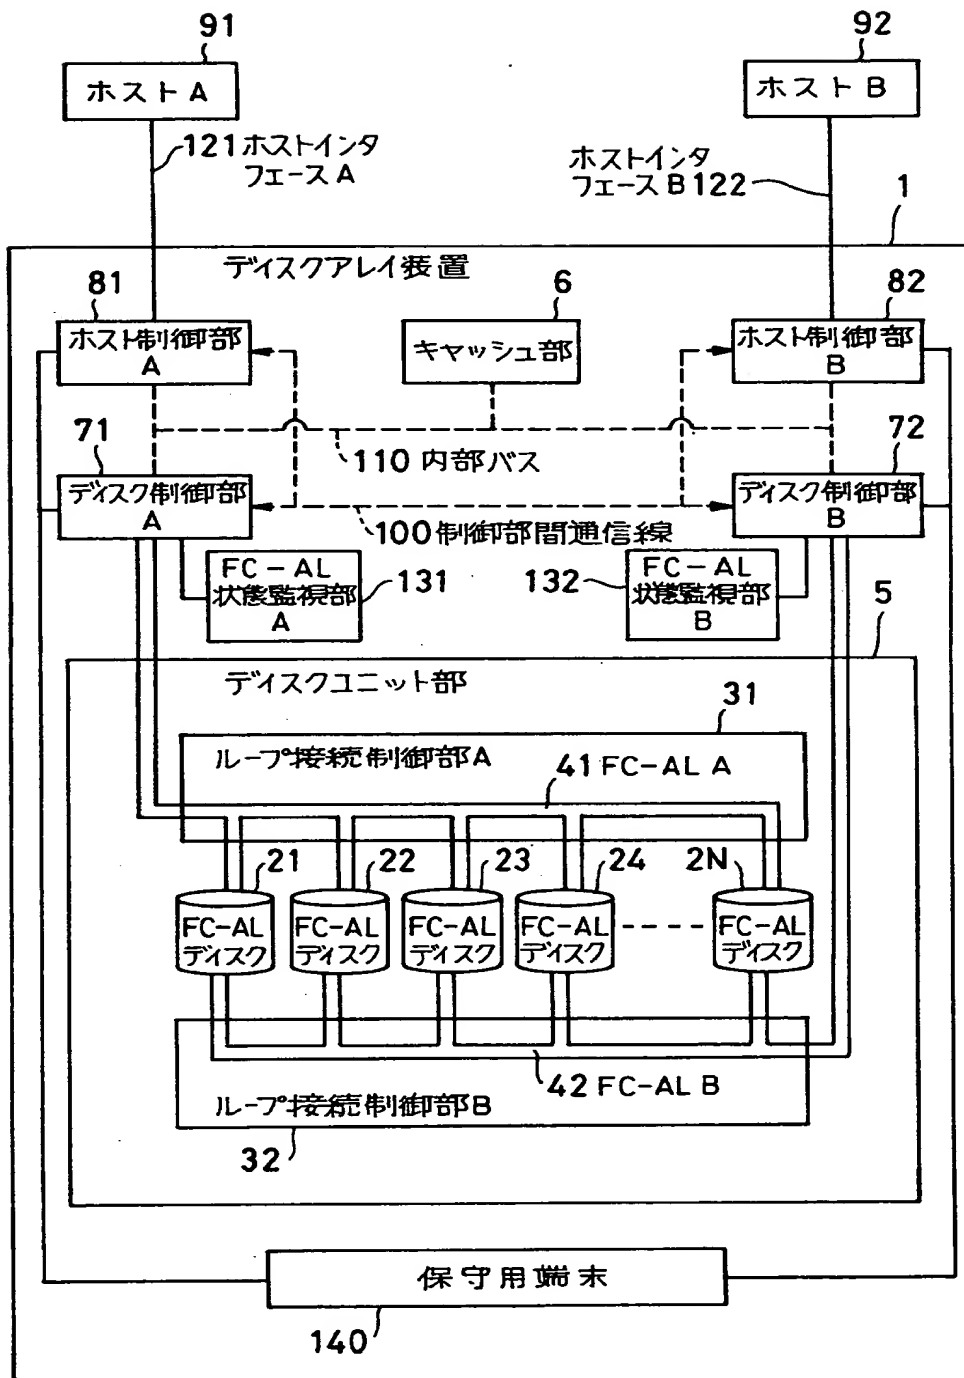 91
92
ホストA
ホストB
121 ホストインタ
フェースA
ホストインタ
フェースB 122
1
ディスクアレイ装置
81
6
82
ホスト制御部
A
キャッシュ部
ホスト制御部
B
71
72
110 内部バス
ディスク制御部
A
ディスク制御部
B
100 制御部間通信線
FC-AL
状態監視部
A
131
132
FC-AL
状態監視部
B
5
ディスクユニット部
31
ループ接続制御部A
41 FC-AL A
21
22
23
24
2N
FC-AL
ディスク
FC-AL
ディスク
FC-AL
ディスク
FC-AL
ディスク
FC-AL
ディスク
42 FC-AL B
ループ接続制御部B
32
保守用端末
140